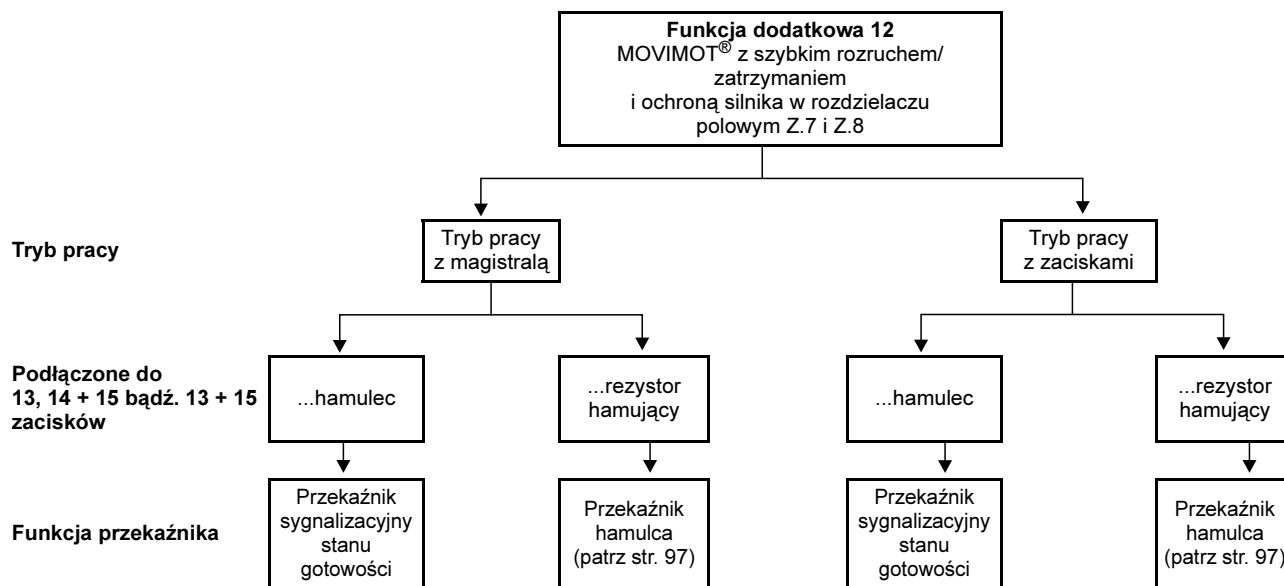 Funkcja dodatkowa 12
MOVIMOT® z szybkim rozruchem/
zatrzymaniem
i ochroną silnika w rozdzielaczu
polowym Z.7 i Z.8
Tryb pracy
Tryb pracy
z magistralą
Tryb pracy
z zaciskami
Podłączone do
13, 14 + 15 bądź. 13 + 15
zacisków
...hamulec
...rezystor
hamujący
...hamulec
...rezystor
hamujący
Funkcja przekaźnika
Przekaźnik
sygnalizacyjny
stanu
gotowości
Przekaźnik
hamulca
(patrz str. 97)
Przekaźnik
sygnalizacyjny
stanu
gotowości
Przekaźnik
hamulca
(patrz str. 97)